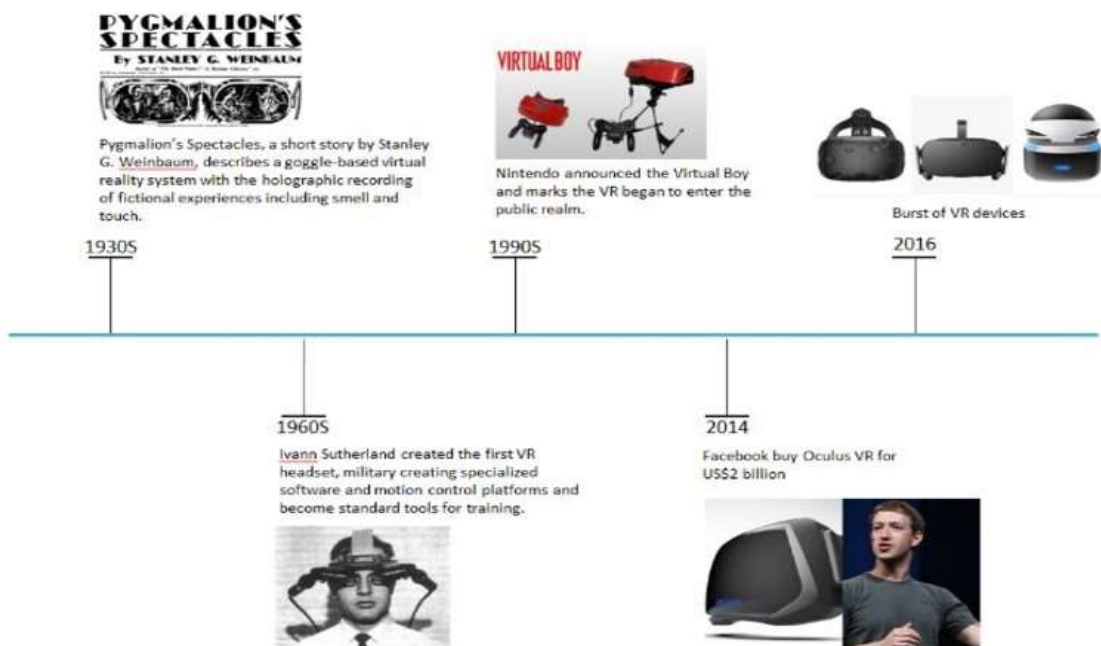 PYGMALION'S
SPECTACLES
By STANLEY G. WEINBAUM
Pygmalion's Spectacles, a short story by Stanley
G. Weinbaum, describes a goggle-based virtual
reality system with the holographic recording
of fictional experiences including smell and
touch.
1930S
VIRTUAL BOY
Nintendo announced the Virtual Boy
and marks the VR began to enter the
public realm.
1990S
Burst of VR devices
2016
1960S
Ivann Sutherland created the first VR
headset, military creating specialized
software and motion control platforms and
become standard tools for training.
2014
Facebook buy Oculus VR for
US$2 billion